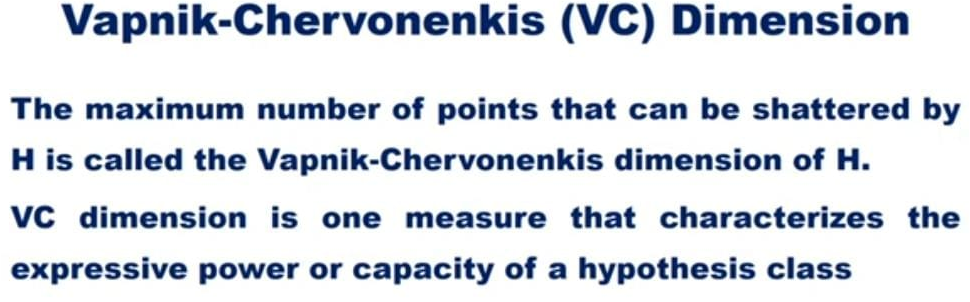 Vapnik-Chervonenkis (VC) Dimension
The maximum number of points that can be shattered by
H is called the Vapnik-Chervonenkis dimension of H.
VC dimension is one measure that characterizes the
expressive power or capacity of a hypothesis class